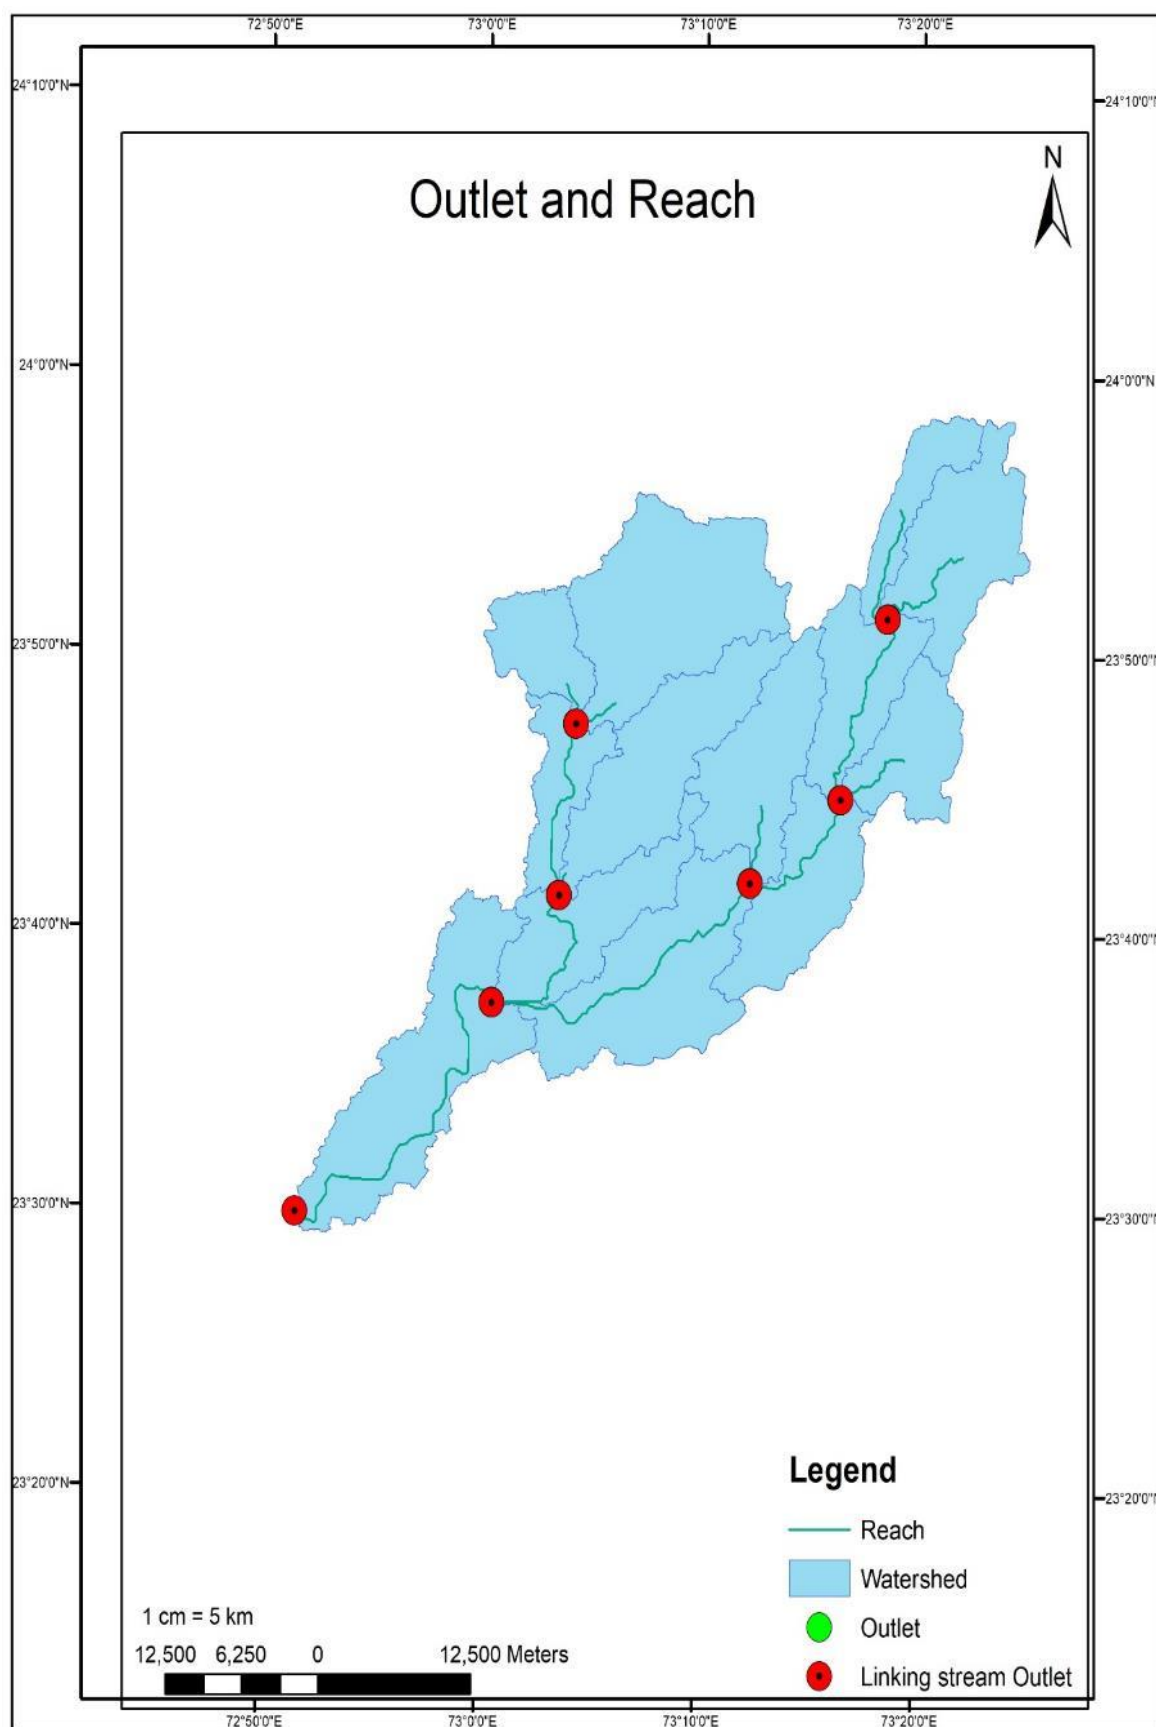 72°50'0"E 73°0'0"E 73°10'0"E 73°20'0"E
24°10'0"N
24°10'0"N
Outlet and Reach
N
24°0'0"N
24°0'0"N
23°50'0"N
23°50'0"N
23°40'0"N
23°40'0"N
23°30'0"N
23°30'0"N
23°20'0"N
23°20'0"N
Legend
Reach
Watershed
Outlet
Linking stream Outlet
1 cm = 5 km
12,500 6,250 0 12,500 Meters
72°50'0"E 73°0'0"E 73°10'0"E 73°20'0"E